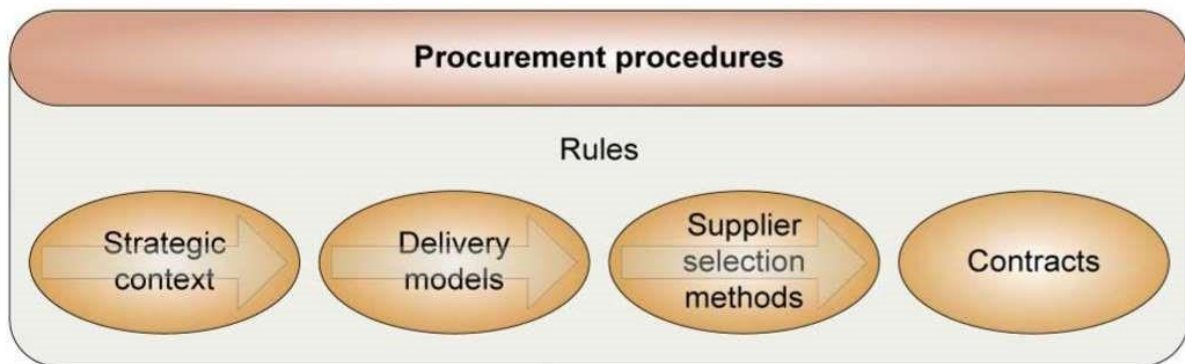 Procurement procedures
Rules
Strategic
context
Delivery
models
Supplier
selection
methods
Contracts